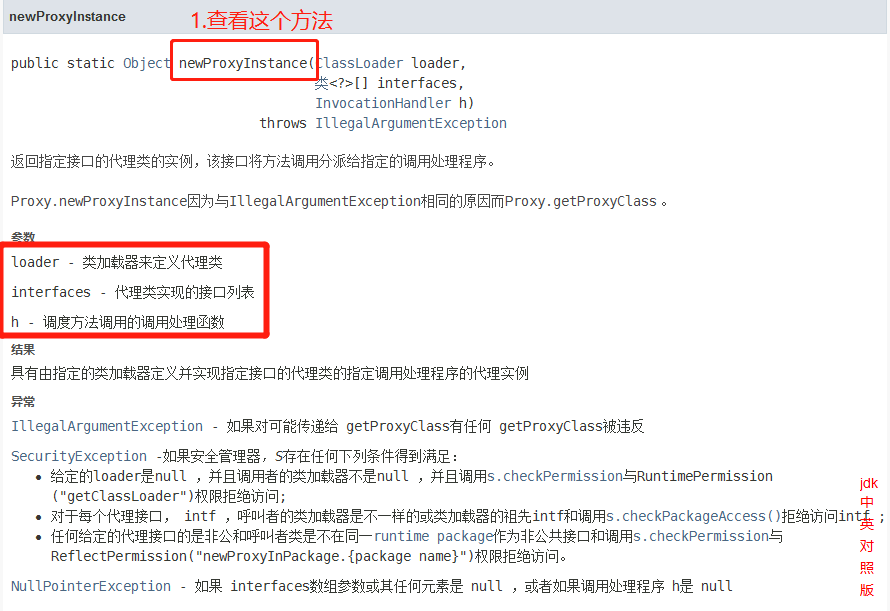 newProxyInstance
1.查看这个方法
public static Object newProxyInstance(ClassLoader loader,
类<?>[] interfaces,
InvocationHandler h)
throws IllegalArgumentException
返回指定接口的代理类的实例，该接口将方法调用分派给指定的调用处理程序。
Proxy.newProxyInstance因为与IllegalArgumentException相同的原因而Proxy.getProxyClass 。
参数
loader - 类加载器来定义代理类
interfaces - 代理类实现的接口列表
h - 调度方法调用的调用处理函数
结果
具有由指定的类加载器定义并实现指定接口的代理类的指定调用处理程序的代理实例
异常
IllegalArgumentException - 如果对可能传递给 getProxyClass有任何 getProxyClass被违反
SecurityException -如果安全管理器，S存在任何下列条件得到满足：
• 给定的loader是null ，并且调用者的类加载器不是null ，并且调用s.checkPermission与RuntimePermission
("getClassLoader")权限拒绝访问;
• 对于每个代理接口， intf ，呼叫者的类加载器是不一样的或类加载器的祖先intf和调用s.checkPackageAccess()拒绝访问intf ;
• 任何给定的代理接口的是非公和呼叫者类是不在同一runtime package作为非公共接口和调用s.checkPermission与
ReflectPermission("newProxyInPackage.{package name}")权限拒绝访问。
NullPointerException - 如果 interfaces数组参数或其任何元素是 null ，或者如果调用处理程序 h是 null
jdk
中
英
对
照
版